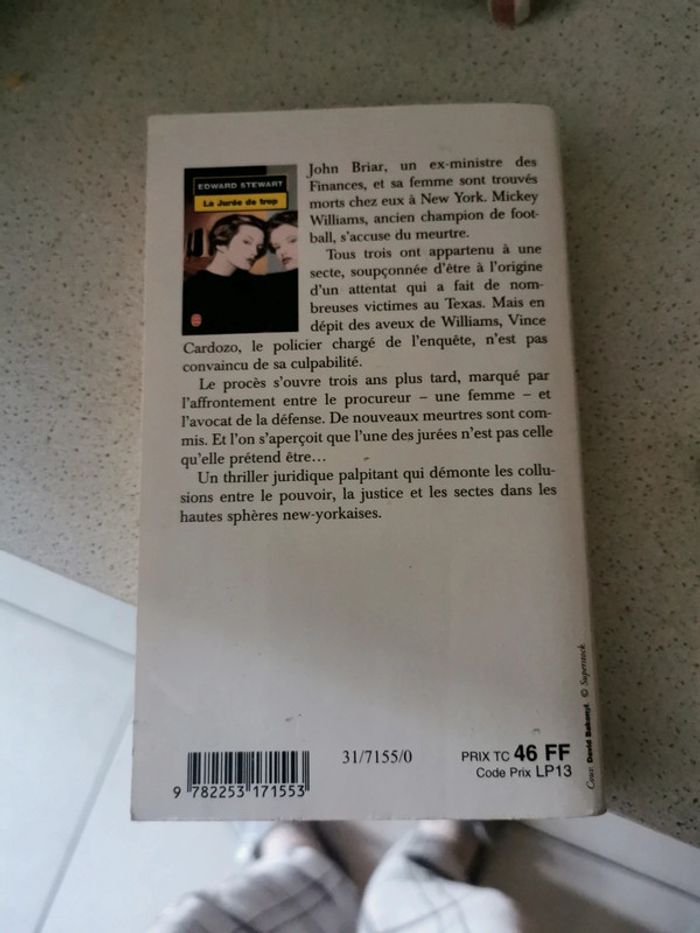 EDWARD STEWART
La Jurée de trop
John Briar, un ex-ministre des
Finances, et sa femme sont trouvés
morts chez eux à New York. Mickey
Williams, ancien champion de foot-
ball, s'accuse du meurtre.
Tous trois ont appartenu à une
secte, soupçonnée d'être à l'origine
d'un attentat qui a fait de nom-
breuses victimes au Texas. Mais en
dépit des aveux de Williams, Vince
Cardozo, le policier chargé de l'enquête, n'est pas
convaincu de sa culpabilité.
Le procès s'ouvre trois ans plus tard, marqué par
l'affrontement entre le procureur – une femme – et
l'avocat de la défense. De nouveaux meurtres sont com-
mis. Et l'on s'aperçoit que l'une des jurées n'est pas celle
qu'elle prétend être…
Un thriller juridique palpitant qui démonte les collu-
sions entre le pouvoir, la justice et les sectes dans les
hautes sphères new-yorkaises.
Couv. David Bakonyi. © Superstock
31/7155/0
PRIX TC 46 FF
Code Prix LP13
9 782253 171553